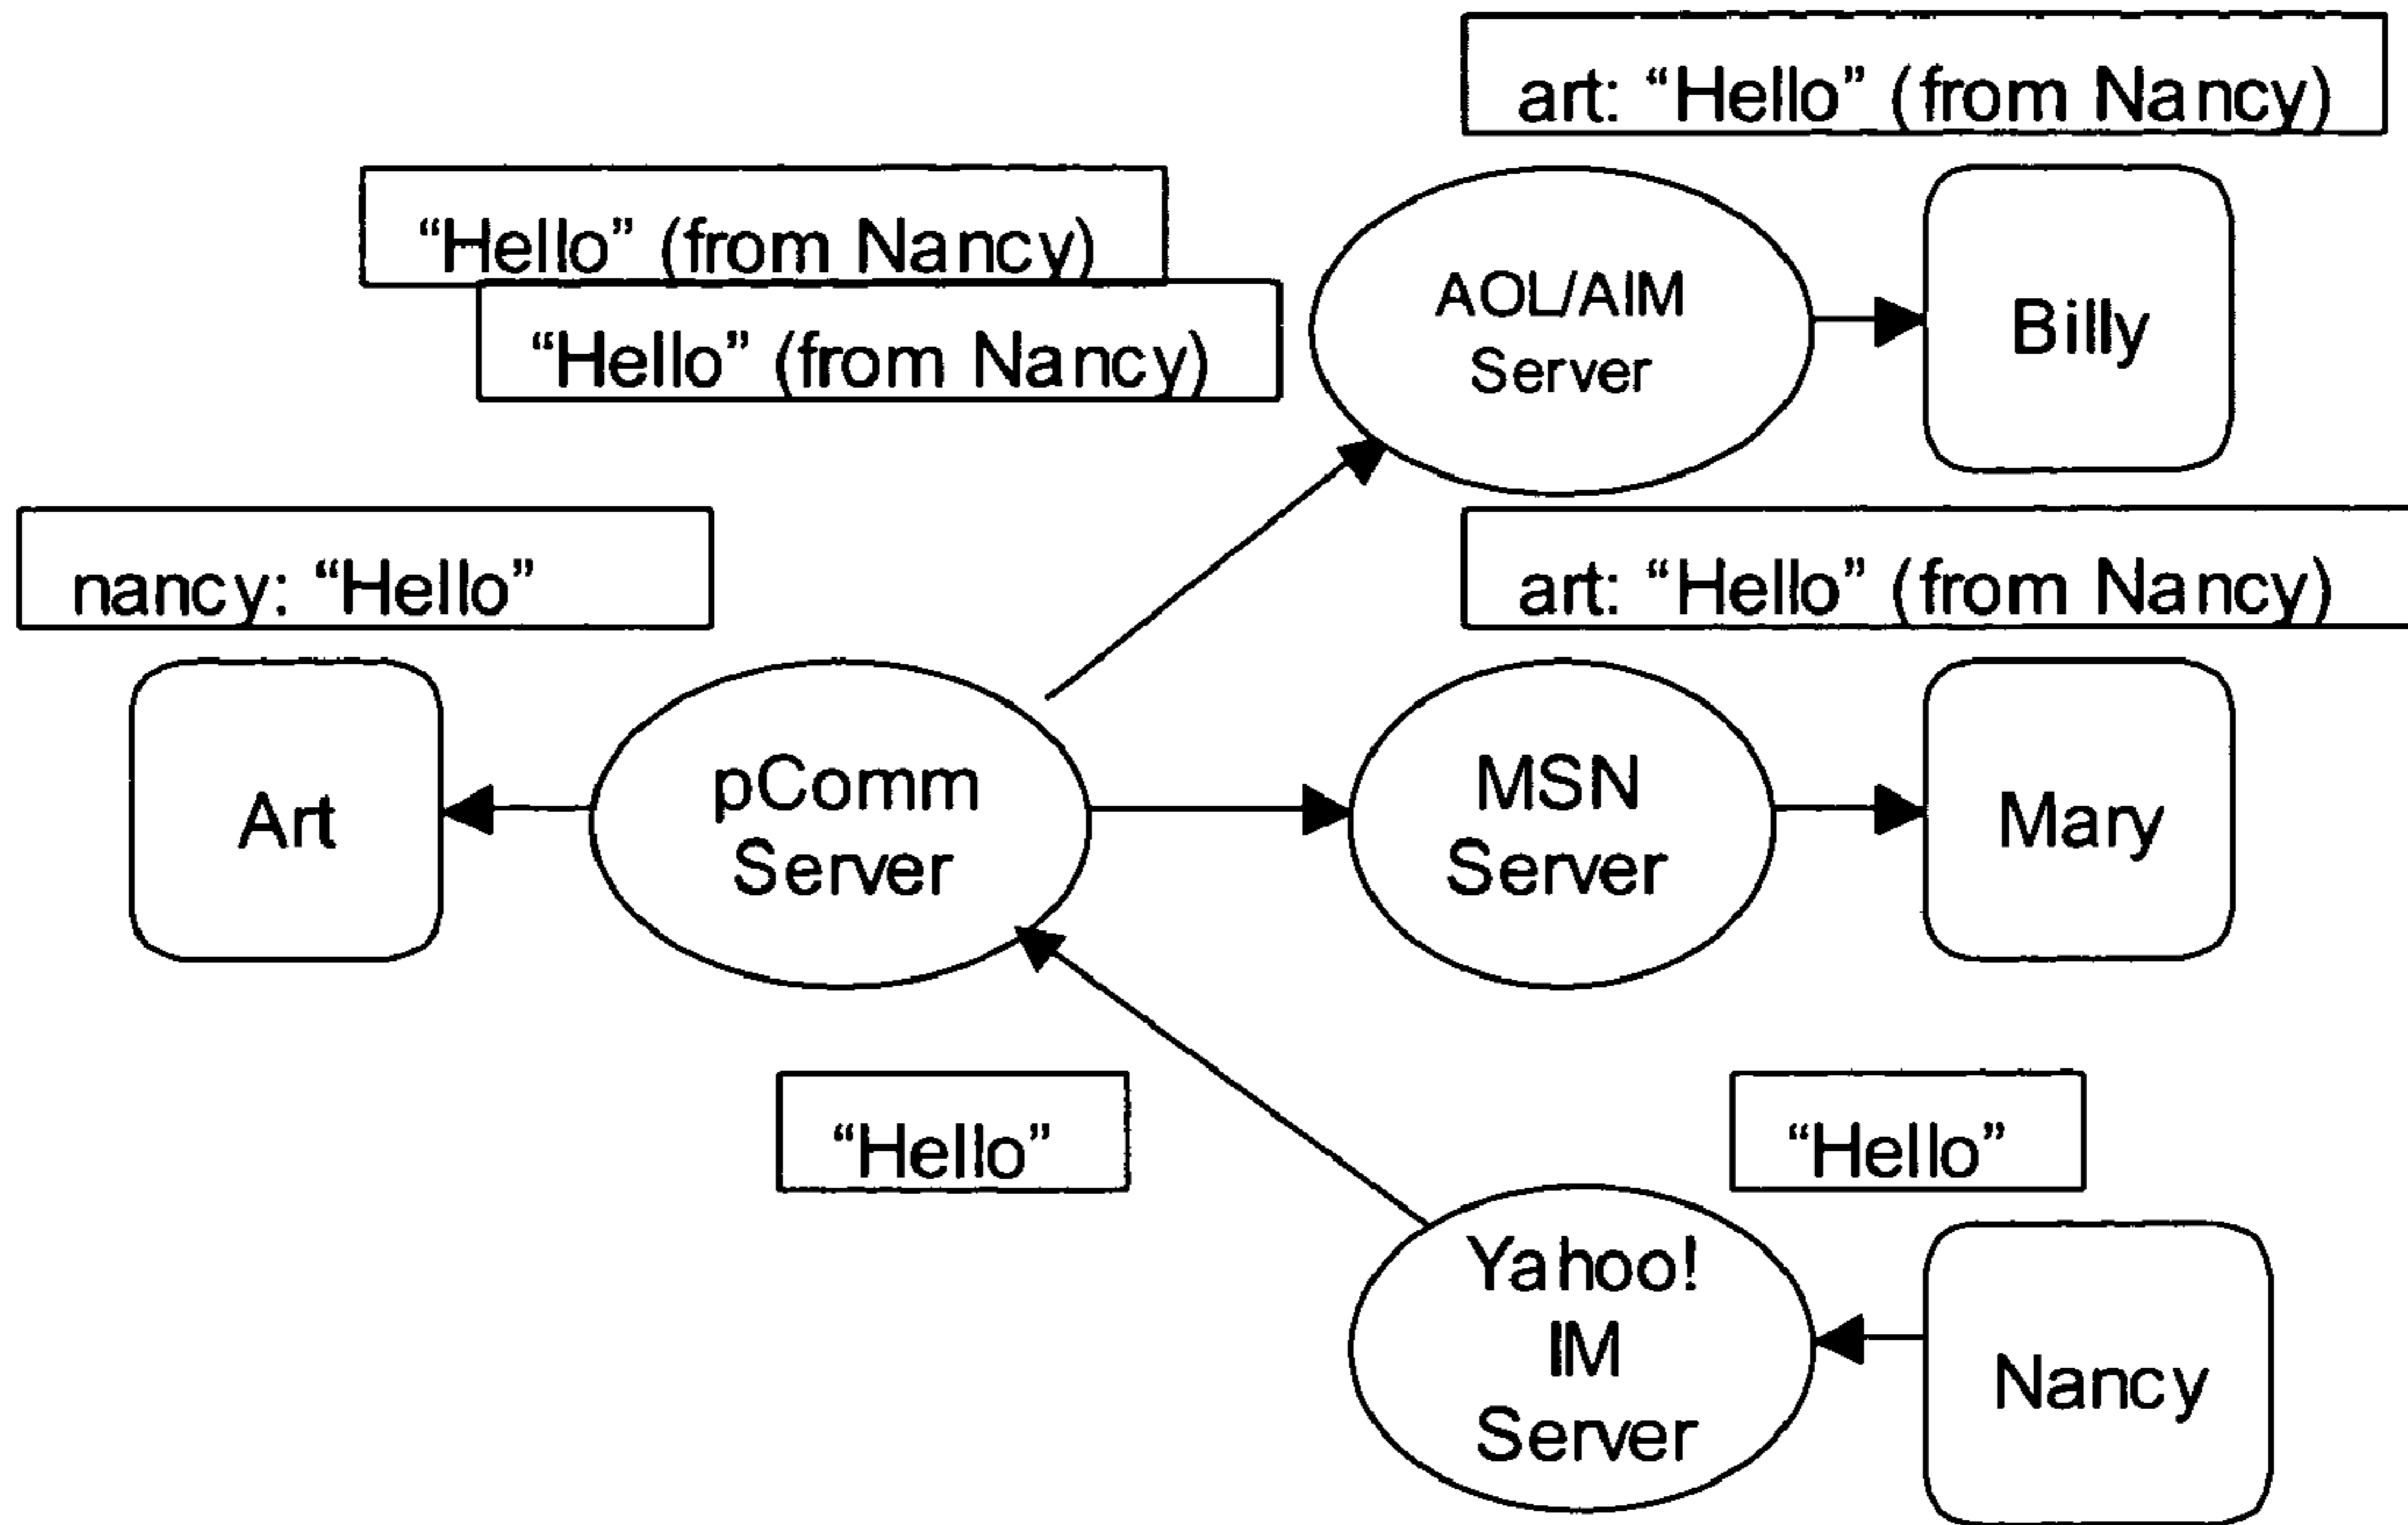 art: “Hello” (from Nancy)
“Hello” (from Nancy)
“Hello” (from Nancy)
AOL/AIM
Server
Billy
nancy: “Hello”
art: “Hello” (from Nancy)
Art
pComm
Server
MSN
Server
Mary
“Hello”
“Hello”
Yahoo!
IM
Server
Nancy